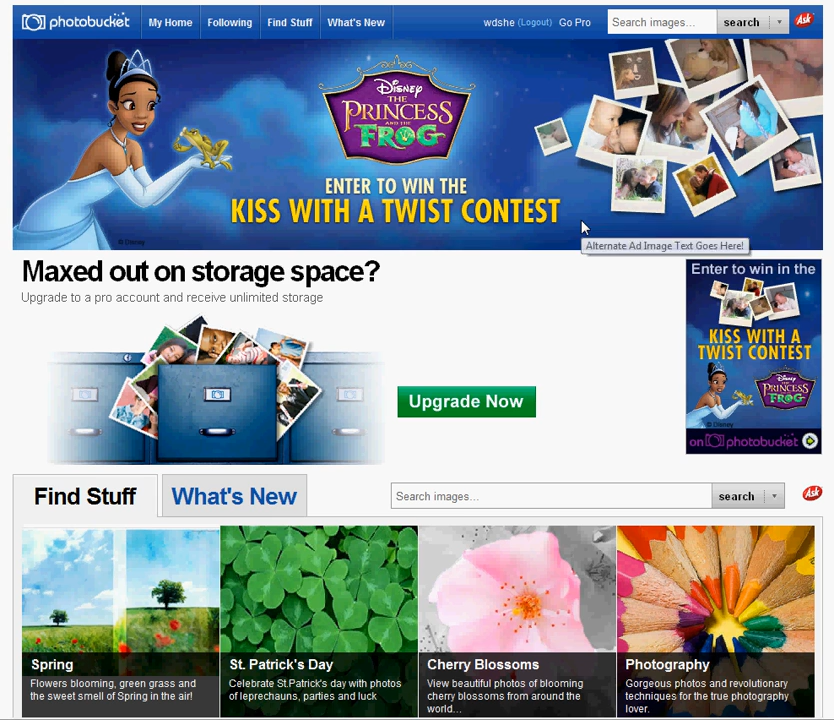 photobucket
My Home
Following
Find Stuff
What's New
wdshe (Logout) Go Pro
Search images...
search
Ask
Disney
THE
PRINCESS
AND THE
FROG
ENTER TO WIN THE
KISS WITH A TWIST CONTEST
© Disney
Alternate Ad Image Text Goes Here!
Maxed out on storage space?
Upgrade to a pro account and receive unlimited storage
Upgrade Now
Enter to win in the
KISS WITH A
TWIST CONTEST
Disney
THE
PRINCESS
AND THE
FROG
© Disney
on photobucket
Find Stuff
What's New
Search images...
search
Ask
Spring
Flowers blooming, green grass and
the sweet smell of Spring in the air!
St. Patrick's Day
Celebrate St.Patrick's day with photos
of leprechauns, parties and luck
Cherry Blossoms
View beautiful photos of blooming
cherry blossoms from around the
world...
Photography
Gorgeous photos and revolutionary
techniques for the true photography
lover.